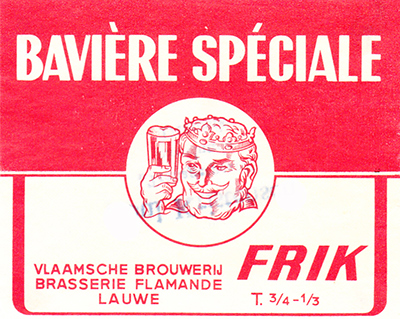 BAVIÈRE SPÉCIALE
FRIK
VLAAMSCHE BROUWERIJ
BRASSERIE FLAMANDE
LAUWE
T. 3/4-1/3